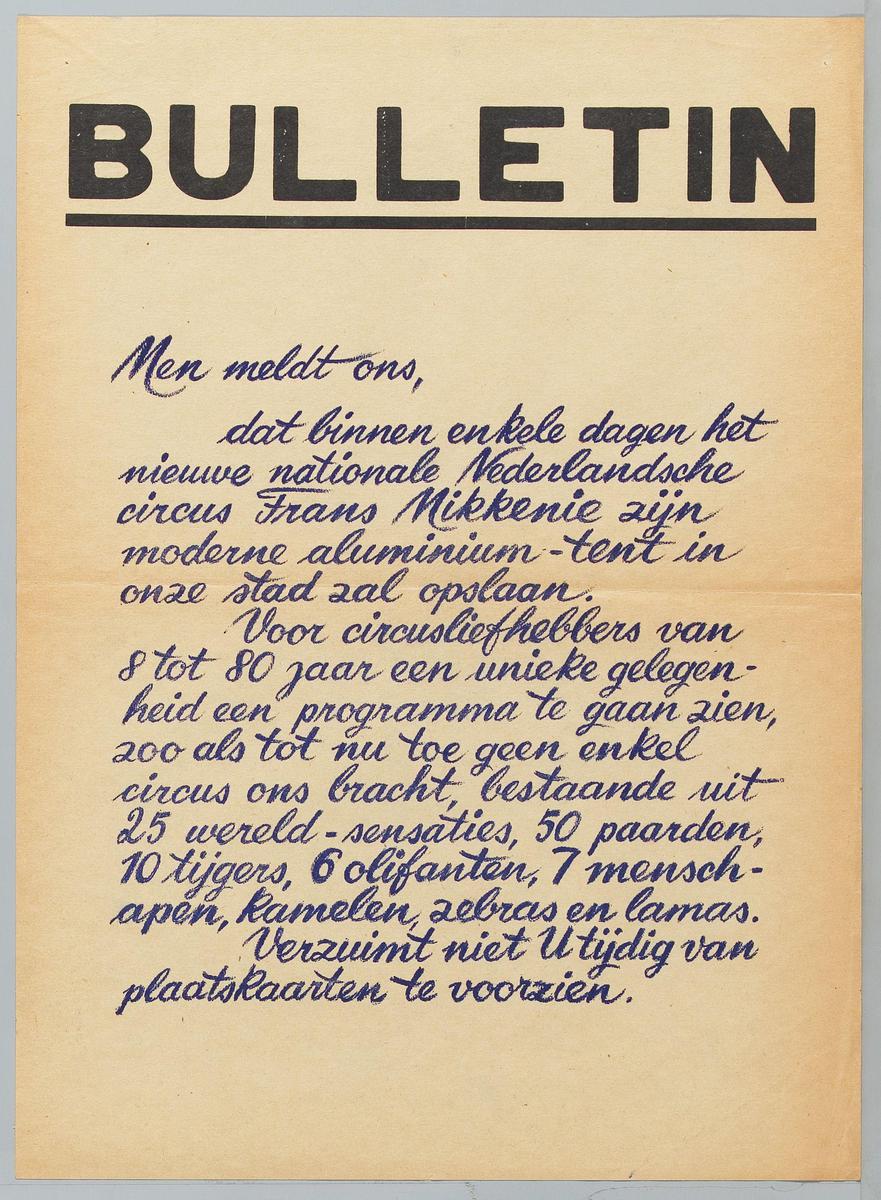 BULLETIN
Men meldt ons,
dat binnen enkele dagen het
nieuwe nationale Nederlandsche
circus Frans Mikkenie zijn
moderne aluminium-tent in
onze stad zal opslaan.
Voor circusliefhebbers van
8 tot 80 jaar een unieke gelegen-
heid een programma te gaan zien,
zoo als tot nu toe geen enkel
circus ons bracht, bestaande uit
25 wereld-sensaties, 50 paarden,
10 tijgers, 6 olifanten, 7 mensch-
apen, kamelen, zebras en lamas.
Verzuimt niet U tijdig van
plaatskaarten te voorzien.